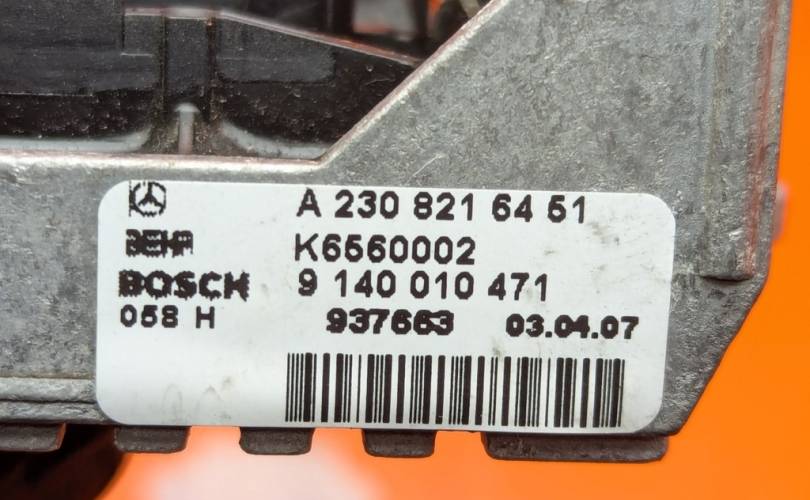 A 230 821 64 51
BEHR K6560002
BOSCH 9 140 010 471
058 H 937663 03.04.07